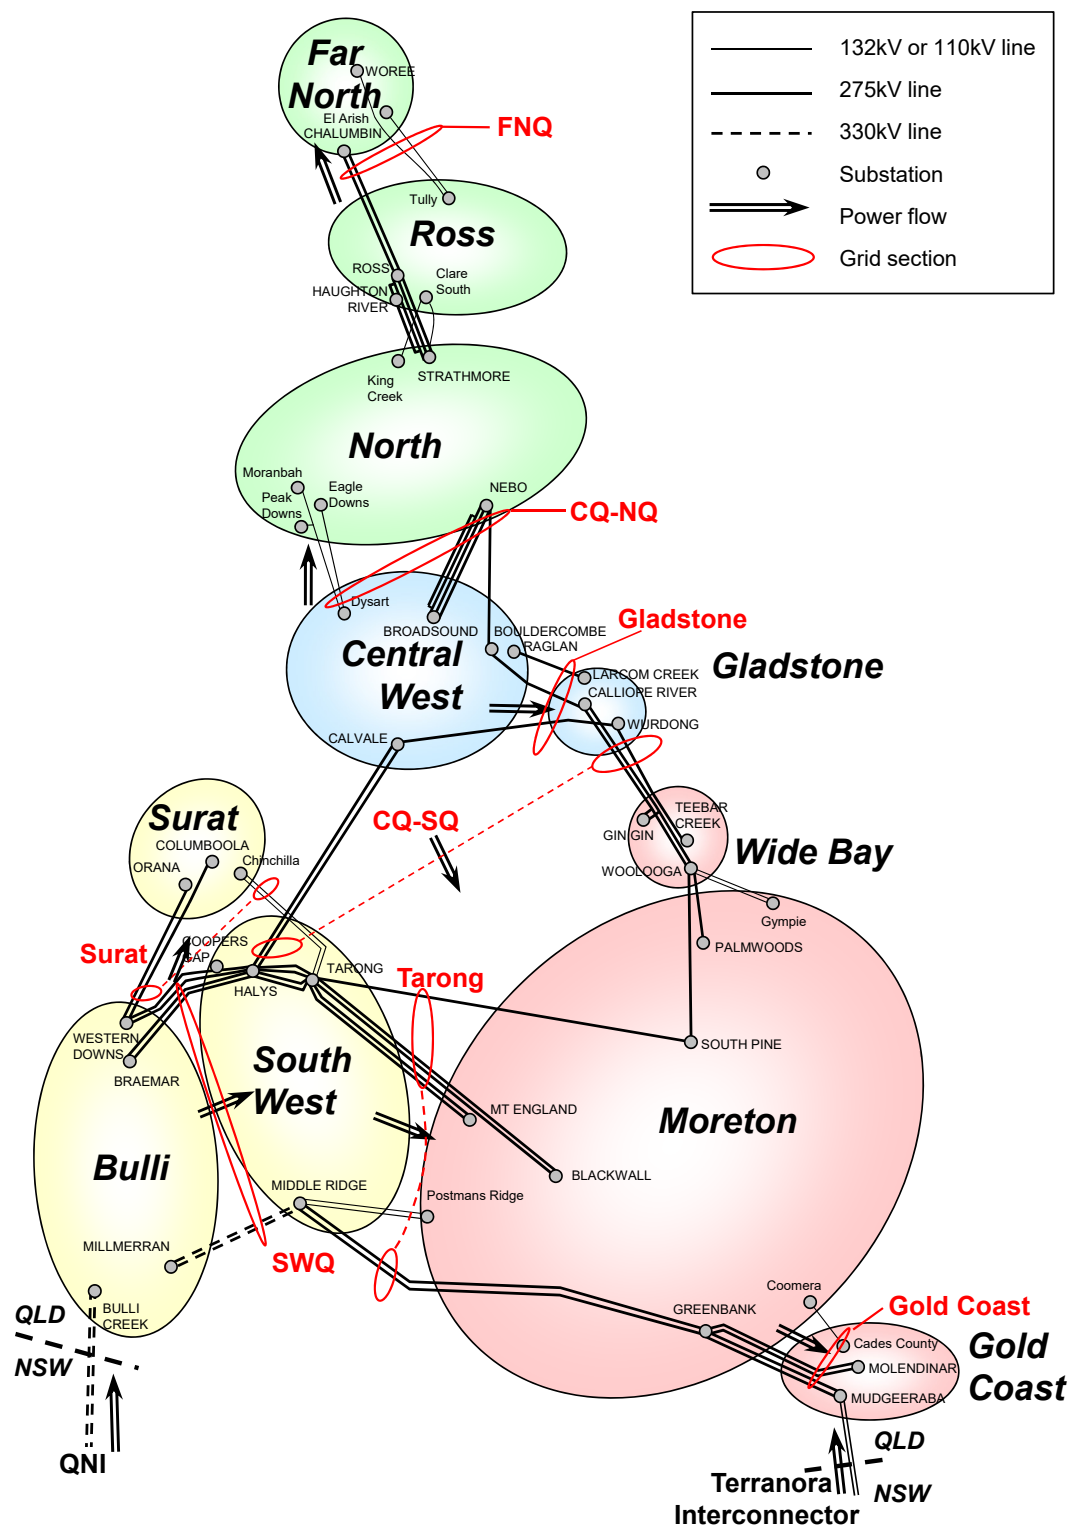 132kV or 110kV line
275kV line
330kV line
Substation
Power flow
Grid section
Far
North
WOREE
El Arish
CHALUMBIN
FNQ
Tully
Ross
ROSS
HAUGHTON
RIVER
Clare
South
King
Creek
STRATHMORE
North
Moranbah
Peak
Downs
Eagle
Downs
NEBO
CQ-NQ
Dysart
BROADSOUND
BOULDERCOMBE
RAGLAN
Gladstone
Central
West
Gladstone
LARCOM CREEK
CALLIOPE RIVER
WURDONG
CALVALE
CQ-SQ
Surat
COLUMBOOLA
ORANA
Chinchilla
TEEBAR
CREEK
GIN GIN
WOOLOOGA
Wide Bay
Gympie
PALMWOODS
Surat
COOPERS
GAP
HALYS
TARONG
Tarong
WESTERN
DOWNS
BRAEMAR
SOUTH PINE
South
West
MT ENGLAND
Moreton
BLACKWALL
Bulli
MIDDLE RIDGE
Postmans Ridge
MILLMERRAN
SWQ
BULLI
CREEK
QLD
NSW
QNI
Coomera
GREENBANK
Gold Coast
Cades County
MOLENDINAR
MUDGEERABA
Gold
Coast
QLD
NSW
Terranora
Interconnector